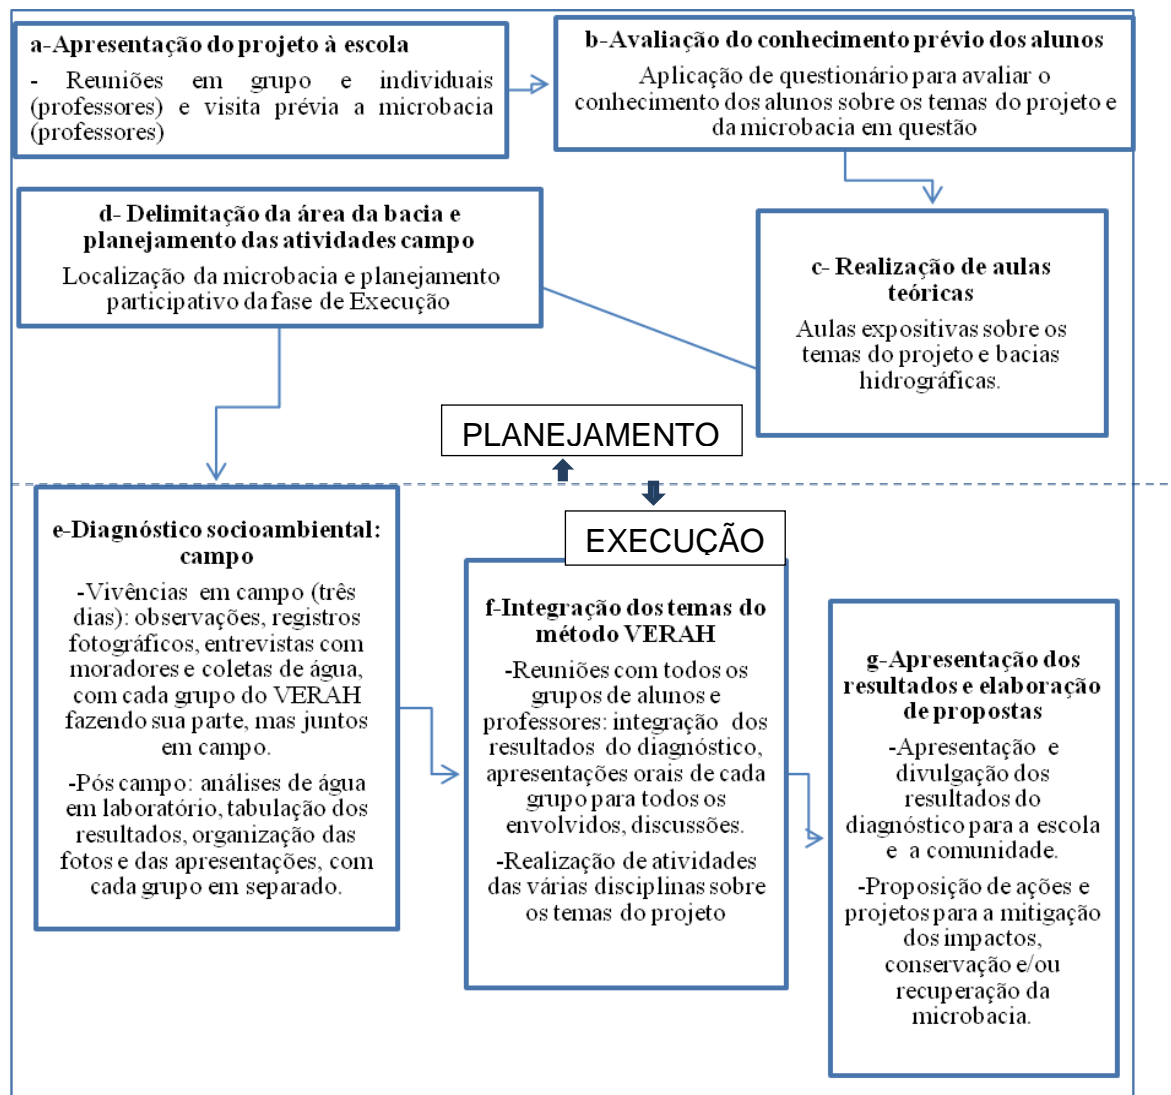 a-Apresentação do projeto à escola
- Reuniões em grupo e individuais
(professores) e visita prévia a microbacia
(professores)
b-Avaliação do conhecimento prévio dos alunos
Aplicação de questionário para avaliar o
conhecimento dos alunos sobre os temas do projeto e
da microbacia em questão
c- Realização de aulas
teóricas
Aulas expositivas sobre os
temas do projeto e bacias
hidrográficas.
d- Delimitação da área da bacia e
planejamento das atividades campo
Localização da microbacia e planejamento
participativo da fase de Execução
PLANEJAMENTO
EXECUÇÃO
e-Diagnóstico socioambiental:
campo
-Vivências em campo (três
dias): observações, registros
fotográficos, entrevistas com
moradores e coletas de água,
com cada grupo do VERAH
fazendo sua parte, mas juntos
em campo.
-Pós campo: análises de água
em laboratório, tabulação dos
resultados, organização das
fotos e das apresentações, com
cada grupo em separado.
f-Integração dos temas do
método VERAH
-Reuniões com todos os
grupos de alunos e
professores: integração dos
resultados do diagnóstico,
apresentações orais de cada
grupo para todos os
envolvidos, discussões.
-Realização de atividades
das várias disciplinas sobre
os temas do projeto
g-Apresentação dos
resultados e elaboração
de propostas
-Apresentação e
divulgação dos
resultados do
diagnóstico para a escola
e a comunidade.
-Proposição de ações e
projetos para a mitigação
dos impactos,
conservação e/ou
recuperação da
microbacia.